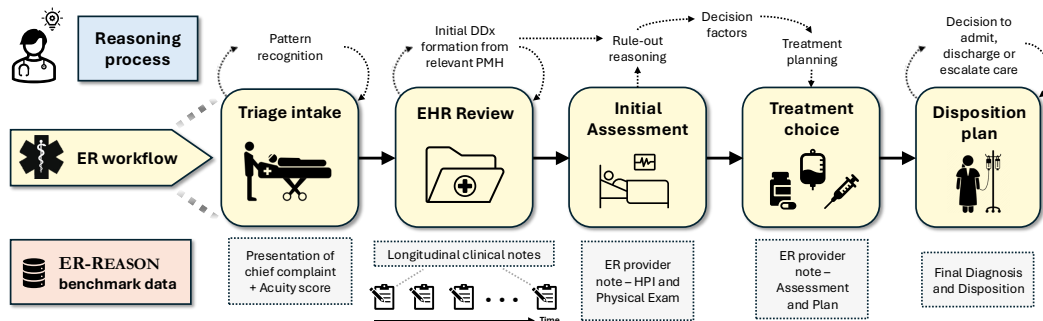 Reasoning
process
Pattern
recognition
Initial DDx
formation from
relevant PMH
Rule-out
reasoning
Decision
factors
Treatment
planning
Decision to
admit,
discharge or
escalate care
ER workflow
Triage intake
EHR Review
Initial
Assessment
Treatment
choice
Disposition
plan
ER-REASON
benchmark data
Presentation of
chief complaint
+ Acuity score
Longitudinal clinical notes
Time
ER provider
note – HPI and
Physical Exam
ER provider
note –
Assessment
and Plan
Final Diagnosis
and Disposition